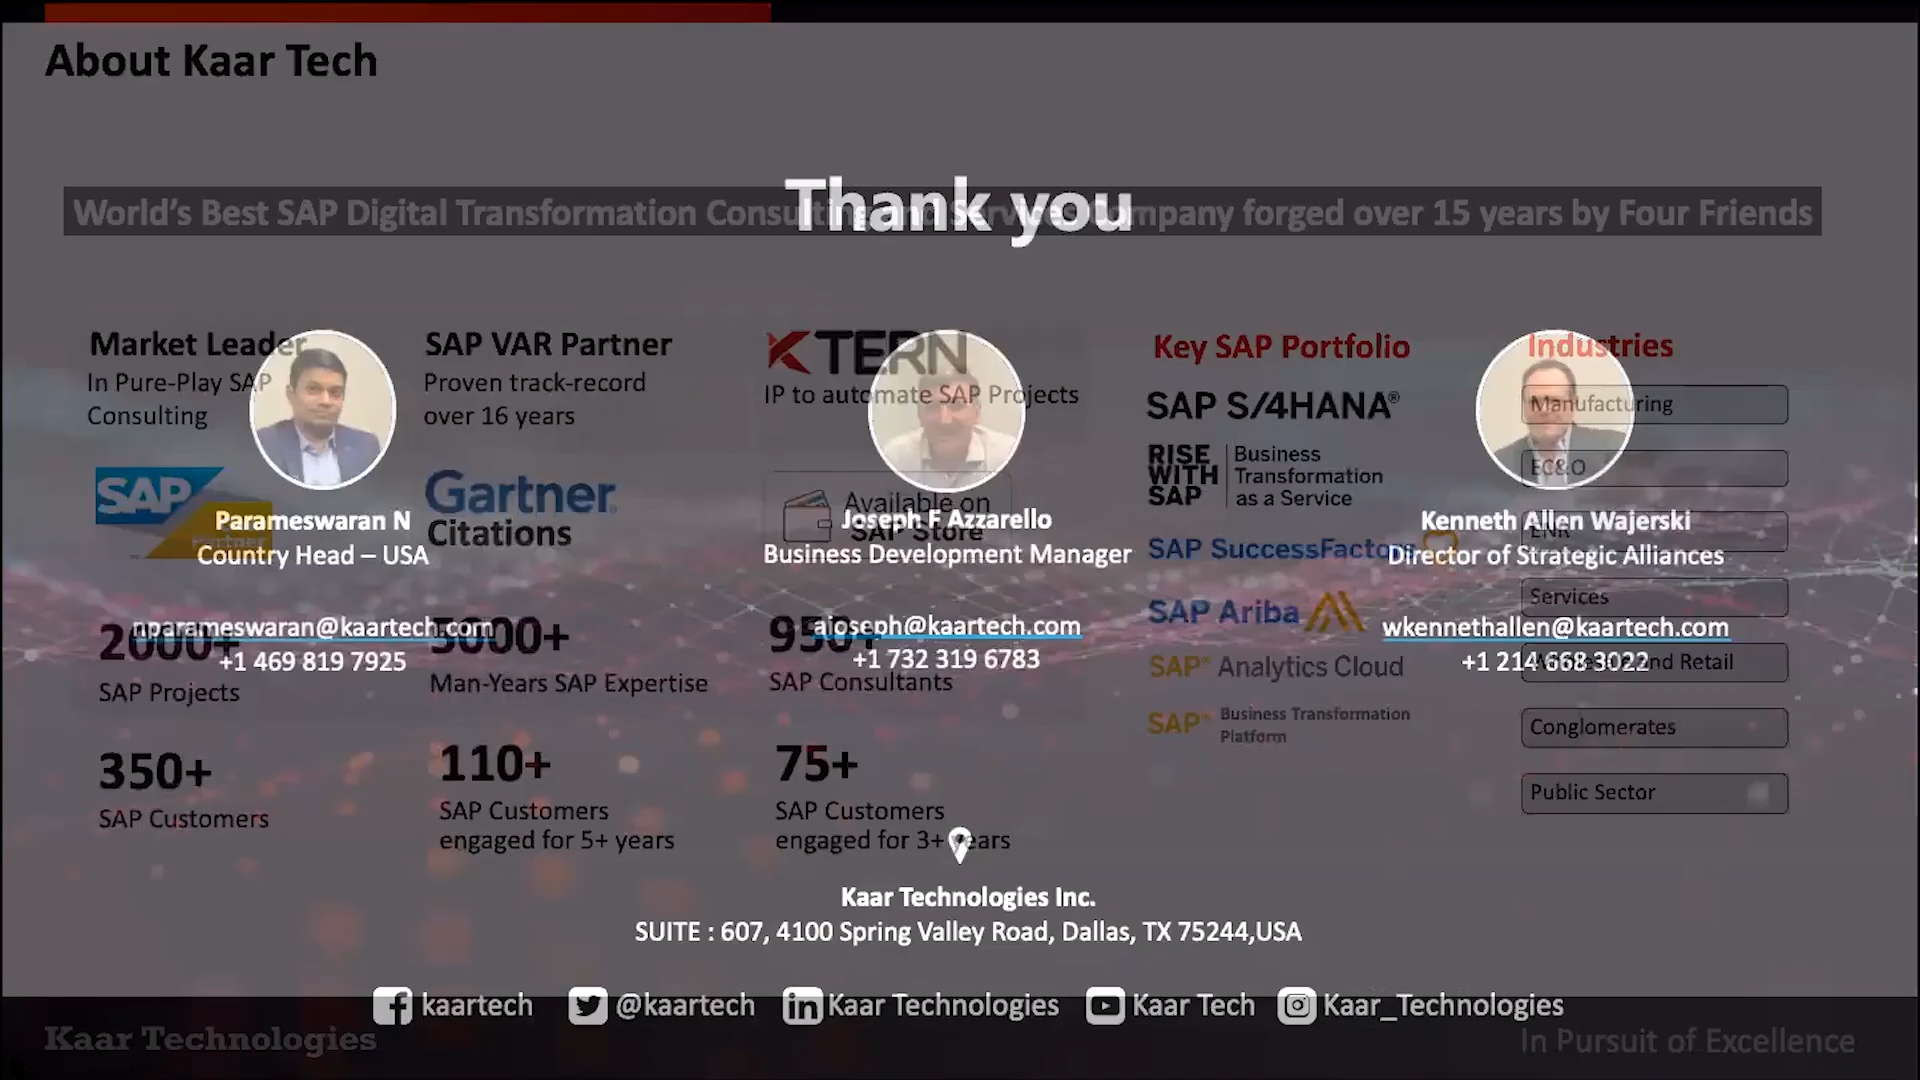 About Kaar Tech
Thank you
World's Best SAP Digital Transformation Consulting and Services Company forged over 15 years by Four Friends
Market Leader
In Pure-Play SAP
Consulting
SAP VAR Partner
Proven track-record
over 16 years
KTERN
IP to automate SAP Projects
Key SAP Portfolio
Industries
SAP S/4HANA®
Manufacturing
RISE
WITH
SAP
Business
Transformation
as a Service
EC&O
SAP
Partner
Gartner
Citations
Available on
SAP Store
Parameswaran N
Country Head – USA
Joseph F Azzarello
Business Development Manager
Kenneth Allen Wajerski
Director of Strategic Alliances
SAP SuccessFactors
ENR
Services
SAP Ariba
nparameswaran@kaartech.com
+1 469 819 7925
ajoseph@kaartech.com
+1 732 319 6783
wkennethallen@kaartech.com
+1 214 668 3022
2000+
SAP Projects
5000+
Man-Years SAP Expertise
950+
SAP Consultants
SAP® Analytics Cloud
and Retail
SAP® Business Transformation
Platform
Conglomerates
Public Sector
350+
SAP Customers
110+
SAP Customers
engaged for 5+ years
75+
SAP Customers
engaged for 3+ years
Kaar Technologies Inc.
SUITE : 607, 4100 Spring Valley Road, Dallas, TX 75244,USA
kaartech
@kaartech
Kaar Technologies
Kaar Tech
Kaar_Technologies
Kaar Technologies
In Pursuit of Excellence